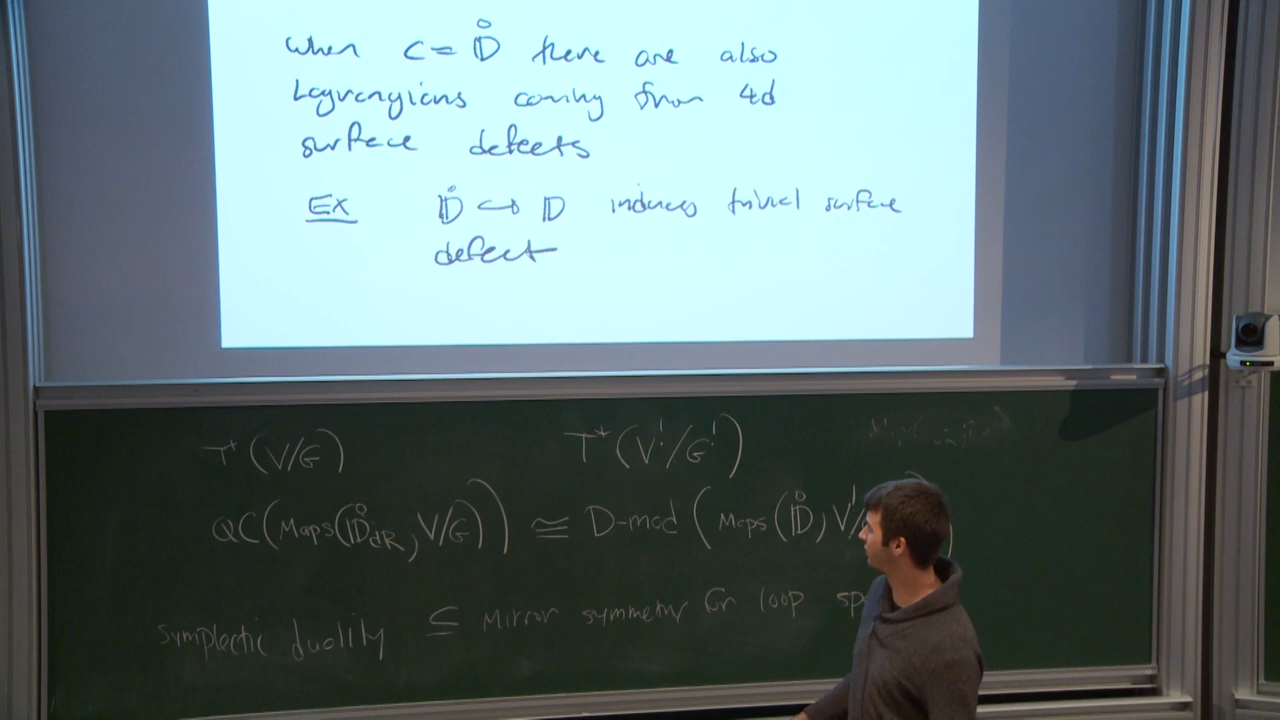 when C = D̊ there are also
Lagrangians coming from 4d
surface defects
Ex D̊ ↪ D induces trivial surface
defect
T*(V/G) T*(V!/G!)
QC(Maps(D̊dR, V/G)) ≅ D-mod (Maps(D̊, V!/
symplectic duality ⊆ Mirror symmetry for loop sp